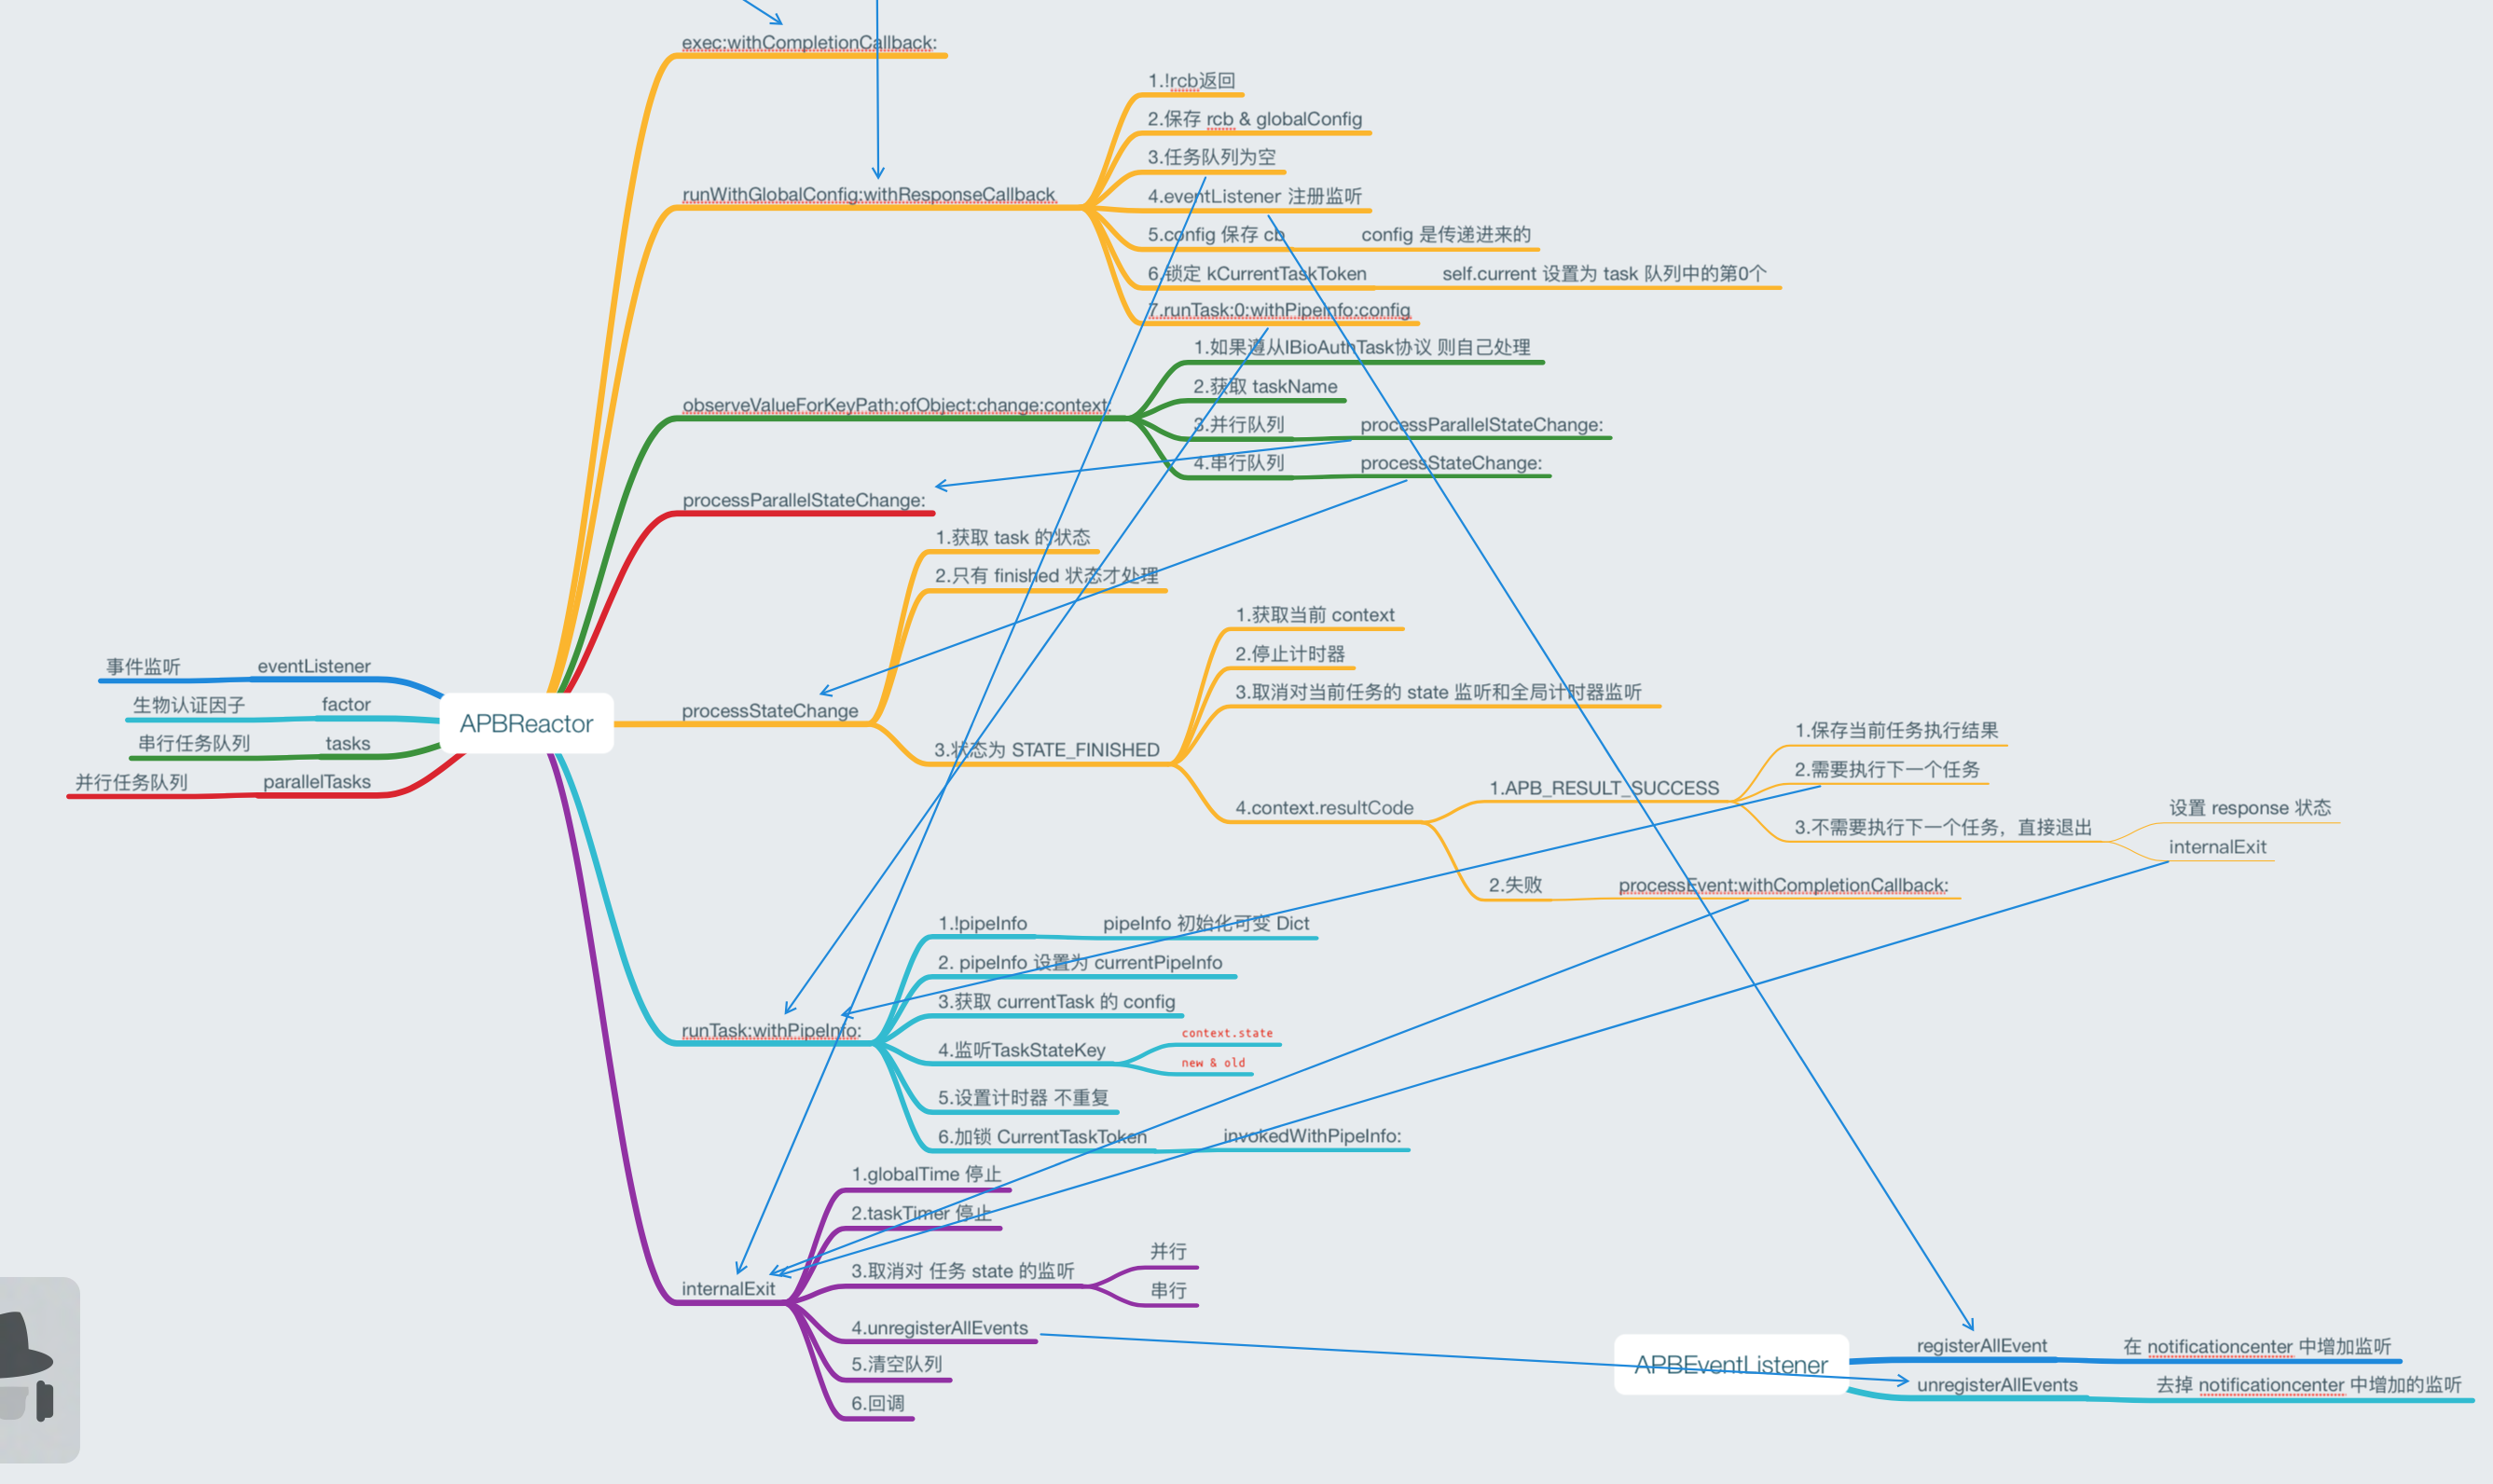 exec:withCompletionCallback:
runWithGlobalConfig:withResponseCallback
1.!rcb返回
2.保存 rcb & globalConfig
3.任务队列为空
4.eventListener 注册监听
5.config 保存 cb
config 是传递进来的
6.锁定 kCurrentTaskToken
self.current 设置为 task 队列中的第0个
7.runTask:0:withPipeInfo:config
observeValueForKeyPath:ofObject:change:context:
1.如果遵从IBioAuthTask协议 则自己处理
2.获取 taskName
3.并行队列
processParallelStateChange:
4.串行队列
processStateChange:
processParallelStateChange:
processStateChange
1.获取 task 的状态
2.只有 finished 状态才处理
3.状态为 STATE_FINISHED
1.获取当前 context
2.停止计时器
3.取消对当前任务的 state 监听和全局计时器监听
4.context.resultCode
1.APB_RESULT_SUCCESS
1.保存当前任务执行结果
2.需要执行下一个任务
3.不需要执行下一个任务，直接退出
设置 response 状态
internalExit
2.失败
processEvent:withCompletionCallback:
事件监听
eventListener
生物认证因子
factor
串行任务队列
tasks
并行任务队列
parallelTasks
APBReactor
runTask:withPipeInfo:
1.!pipeInfo
pipeInfo 初始化可变 Dict
2. pipeInfo 设置为 currentPipeInfo
3.获取 currentTask 的 config
4.监听TaskStateKey
context.state
new & old
5.设置计时器 不重复
6.加锁 CurrentTaskToken
invokedWithPipeInfo:
internalExit
1.globalTime 停止
2.taskTimer 停止
3.取消对 任务 state 的监听
并行
串行
4.unregisterAllEvents
5.清空队列
6.回调
APBEventListener
registerAllEvent
在 notificationcenter 中增加监听
unregisterAllEvents
去掉 notificationcenter 中增加的监听